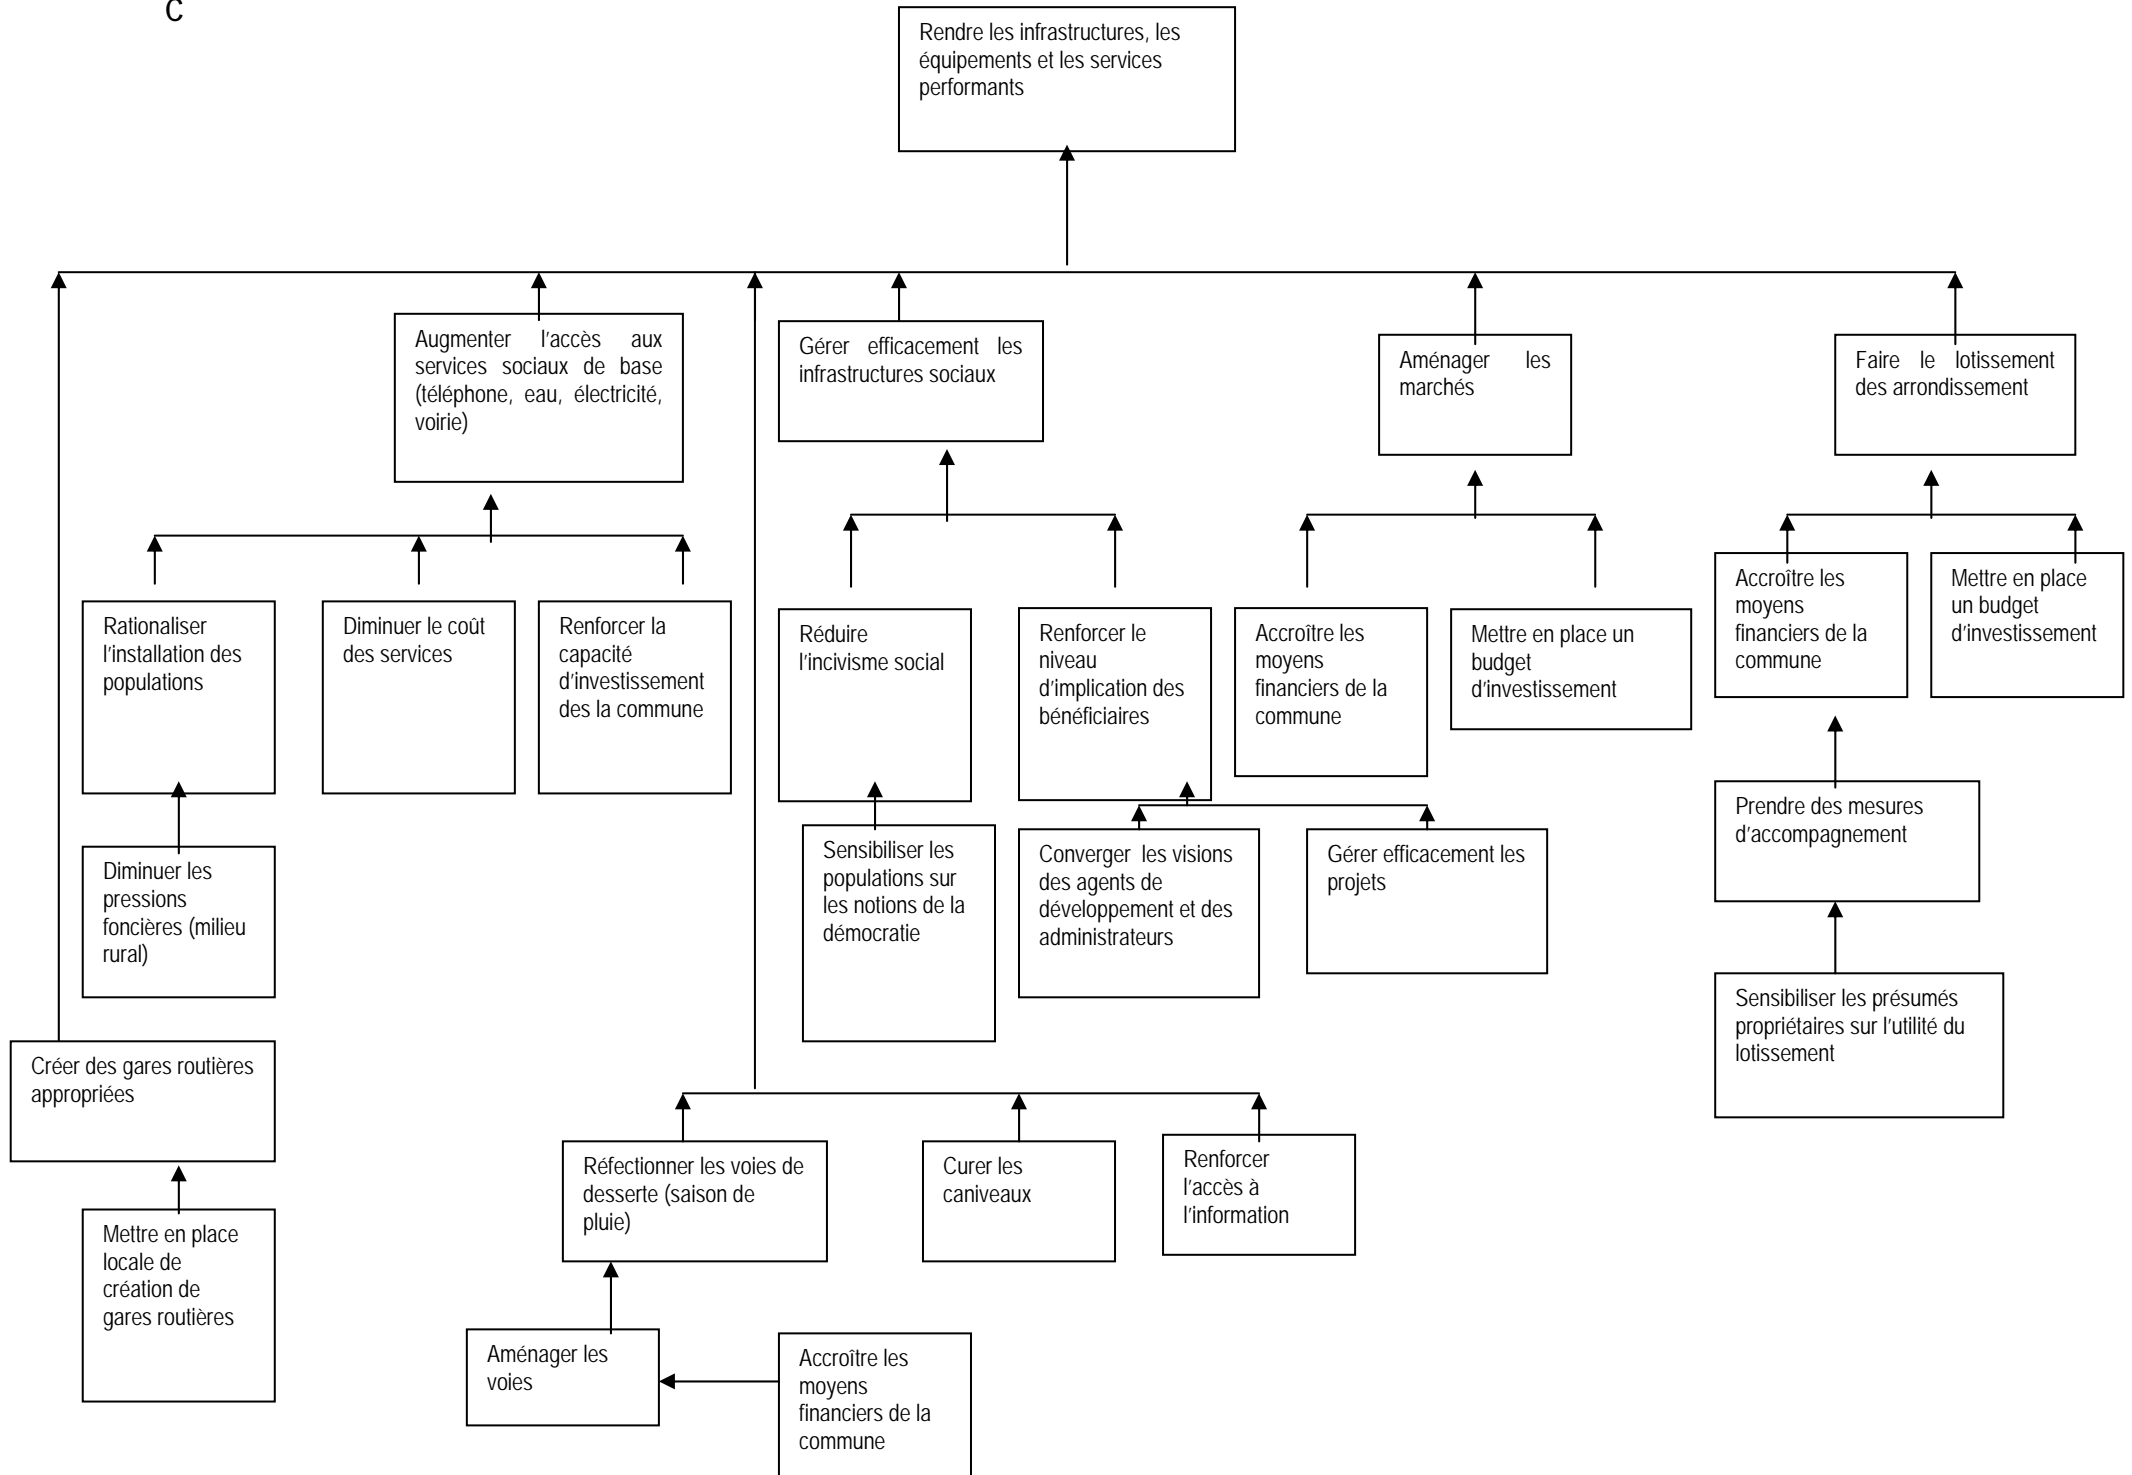 C
Rendre les infrastructures, les
équipements et les services
performants
Augmenter l'accès aux
services sociaux de base
(téléphone, eau, électricité,
voirie)
Gérer efficacement les
infrastructures sociaux
Aménager les
marchés
Faire le lotissement
des arrondissement
Rationaliser
l'installation des
populations
Diminuer le coût
des services
Renforcer la
capacité
d'investissement
des la commune
Réduire
l'incivisme social
Renforcer le
niveau
d'implication des
bénéficiaires
Accroître les
moyens
financiers de la
commune
Mettre en place un
budget
d'investissement
Accroître les
moyens
financiers de la
commune
Mettre en place
un budget
d'investissement
Diminuer les
pressions
foncières (milieu
rural)
Sensibiliser les
populations sur
les notions de la
démocratie
Converger les visions
des agents de
développement et des
administrateurs
Gérer efficacement les
projets
Prendre des mesures
d'accompagnement
Sensibiliser les présumés
propriétaires sur l'utilité du
lotissement
Créer des gares routières
appropriées
Mettre en place
locale de
création de
gares routières
Réfectionner les voies de
desserte (saison de
pluie)
Curer les
caniveaux
Renforcer
l'accès à
l'information
Aménager les
voies
Accroître les
moyens
financiers de la
commune